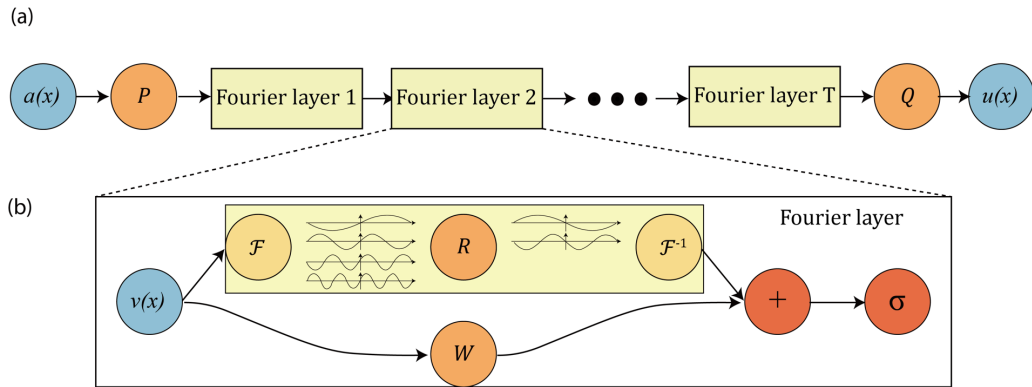 (a)
a(x)
P
Fourier layer 1
Fourier layer 2
Fourier layer T
Q
u(x)
(b)
Fourier layer
v(x)
ℱ
R
ℱ⁻¹
W
+
σ